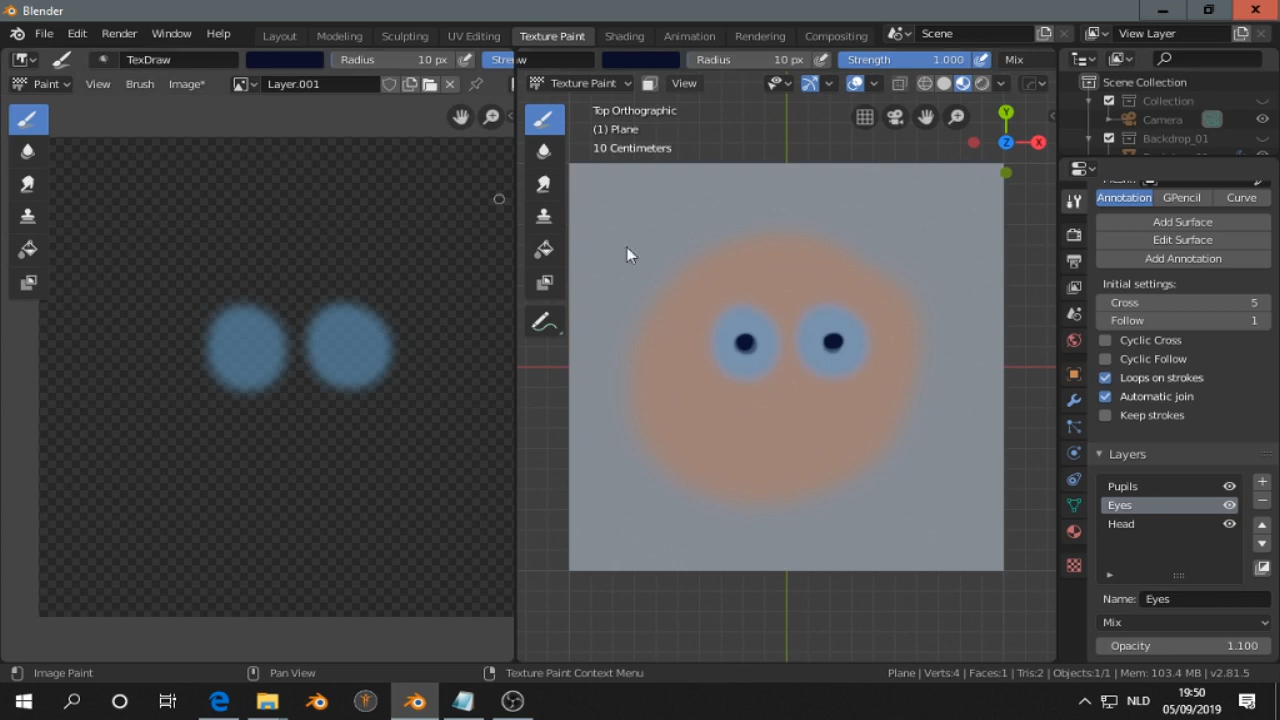 Blender
File Edit Render Window Help
Layout Modeling Sculpting UV Editing Texture Paint Shading Animation Rendering Compositing
Scene
View Layer
TexDraw
Radius 10 px
Radius 10 px
Strength 1.000
Mix
Paint View Brush Image*
Layer.001
Texture Paint View
Top Orthographic
(1) Plane
10 Centimeters
Y
Z
X
Scene Collection
Collection
Camera
Backdrop_01
Annotation GPencil Curve
Add Surface
Edit Surface
Add Annotation
Initial settings:
Cross 5
Follow 1
Cyclic Cross
Cyclic Follow
Loops on strokes
Automatic join
Keep strokes
Layers
Pupils
Eyes
Head
Name: Eyes
Mix
Opacity 1.100
Image Paint Pan View Texture Paint Context Menu
Plane | Verts:4 | Faces:1 | Tris:2 | Objects:1/1 | Mem: 103.4 MB | v2.81.5
NLD
19:50
05/09/2019